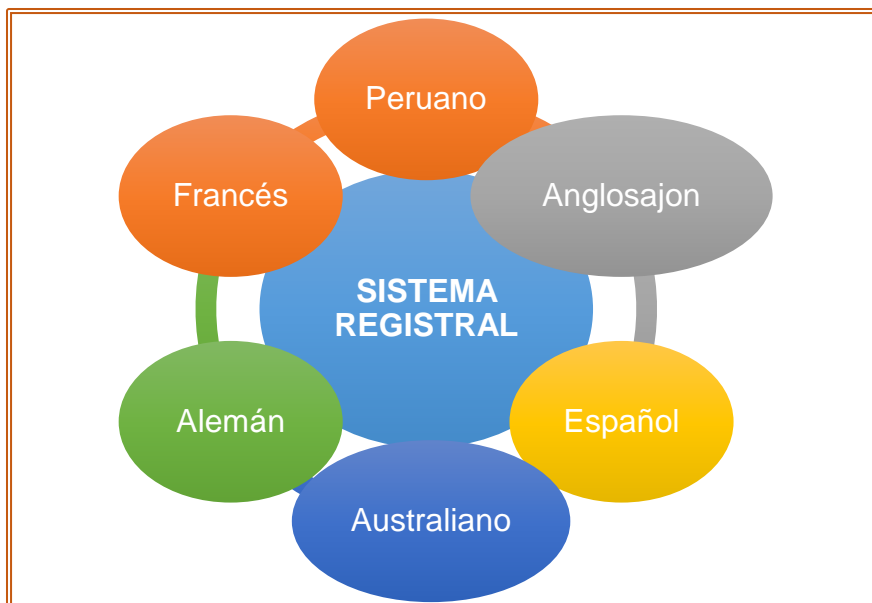 Peruano
Francés
Anglosajon
SISTEMA
REGISTRAL
Alemán
Español
Australiano